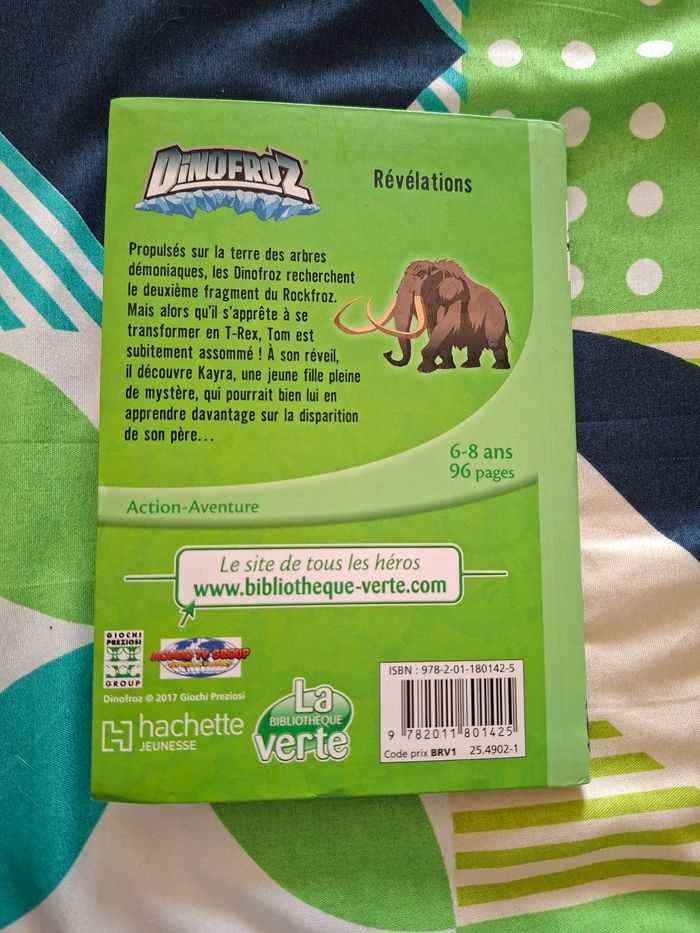 DINOFROZ
Révélations
Propulsés sur la terre des arbres
démoniaques, les Dinofroz recherchent
le deuxième fragment du Rockfroz.
Mais alors qu'il s'apprête à se
transformer en T-Rex, Tom est
subitement assommé ! À son réveil,
il découvre Kayra, une jeune fille pleine
de mystère, qui pourrait bien lui en
apprendre davantage sur la disparition
de son père...
6-8 ans
96 pages
Action-Aventure
Le site de tous les héros
www.bibliotheque-verte.com
GIOCHI
PREZIOSI
GROUP
MONDO TV GROUP
Dinofroz © 2017 Giochi Preziosi
hachette
JEUNESSE
La
BIBLIOTHÈQUE
verte
ISBN : 978-2-01-180142-5
9 782011 801425
Code prix BRV1 25.4902-1